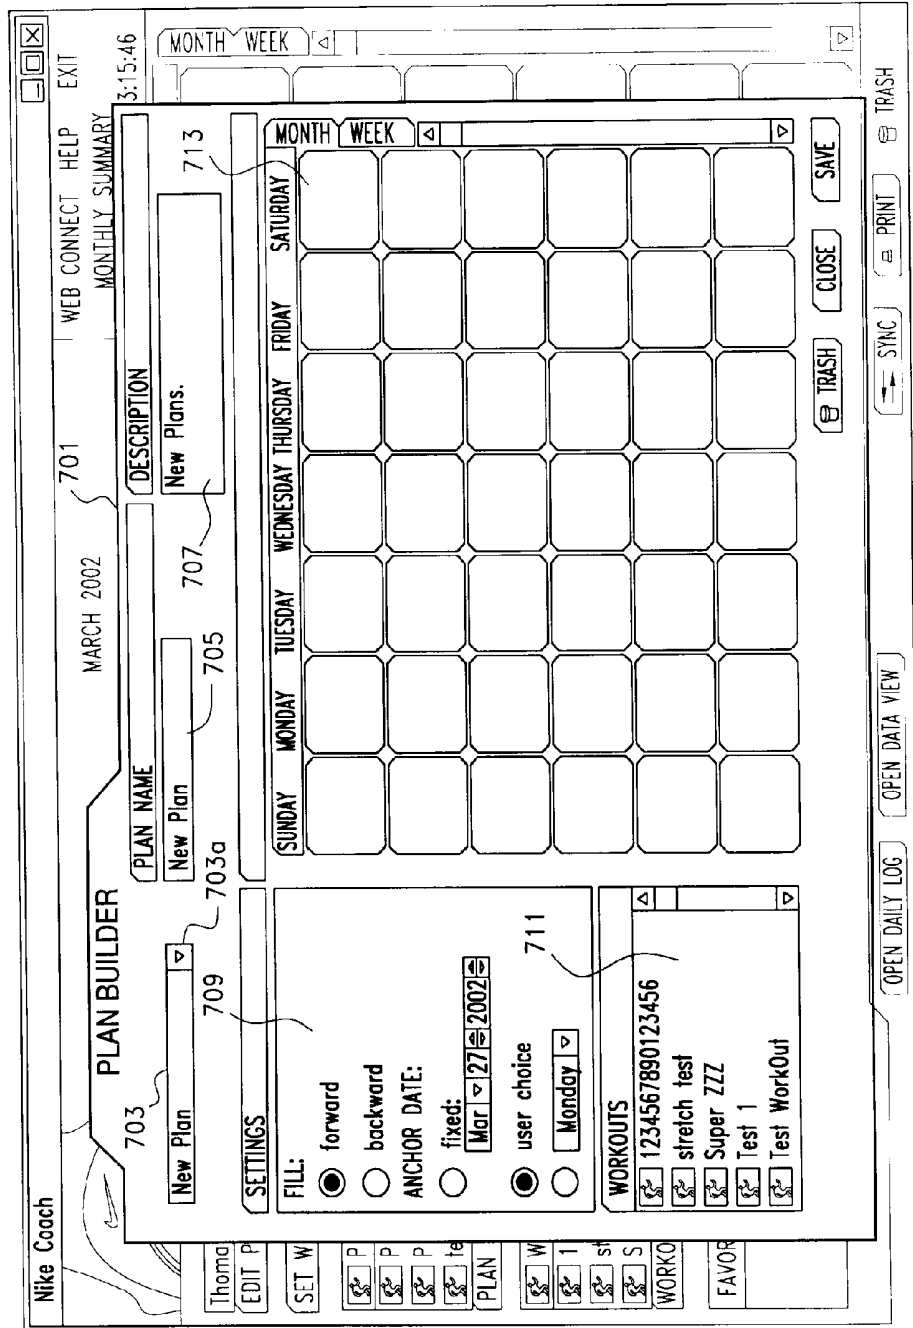 Nike Coach
WEB CONNECT HELP EXIT
MARCH 2002
701
MONTHLY SUMMARY
3:15:46
MONTH WEEK
PLAN BUILDER
703
New Plan
703a
PLAN NAME
New Plan
705
DESCRIPTION
New Plans.
707
713
SETTINGS
709
FILL:
forward
backward
ANCHOR DATE:
fixed:
Mar 27 2002
user choice
Monday
711
WORKOUTS
1234567890123456
stretch test
Super ZZZ
Test 1
Test WorkOut
SUNDAY MONDAY TUESDAY WEDNESDAY THURSDAY FRIDAY SATURDAY
MONTH WEEK
TRASH CLOSE SAVE
Thoma
EDIT P
SET W
P
P
P
te
PLAN
W
1
st
S
WORKO
FAVOR
OPEN DAILY LOG OPEN DATA VIEW SYNC PRINT TRASH